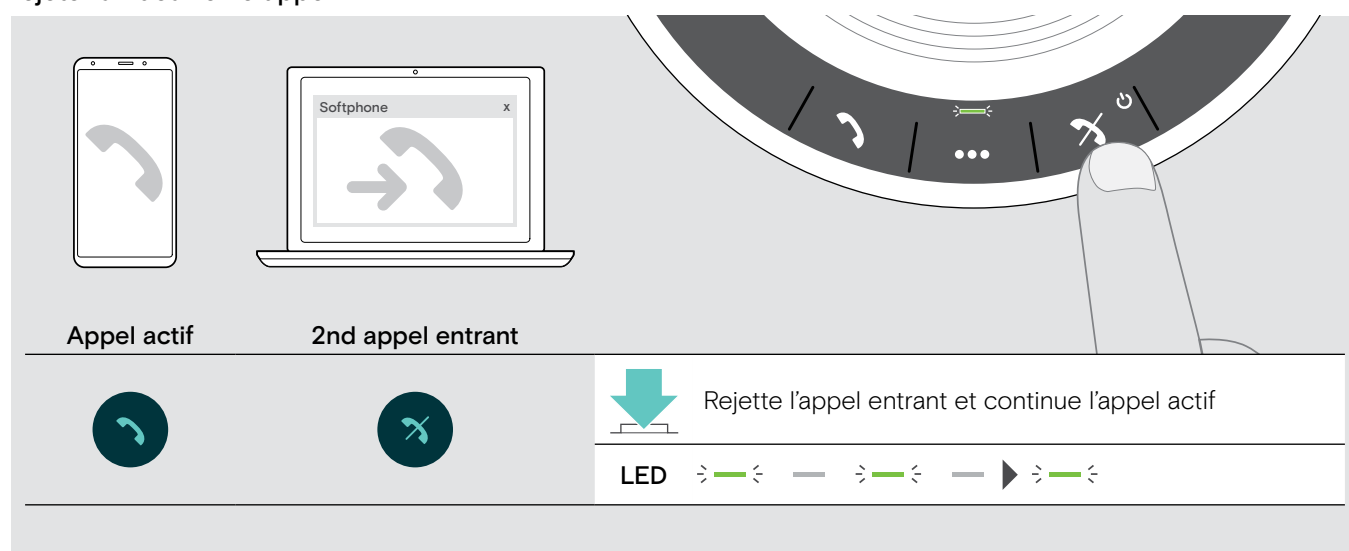 Softphone x
Appel actif 2nd appel entrant
Rejette l’appel entrant et continue l’appel actif
LED